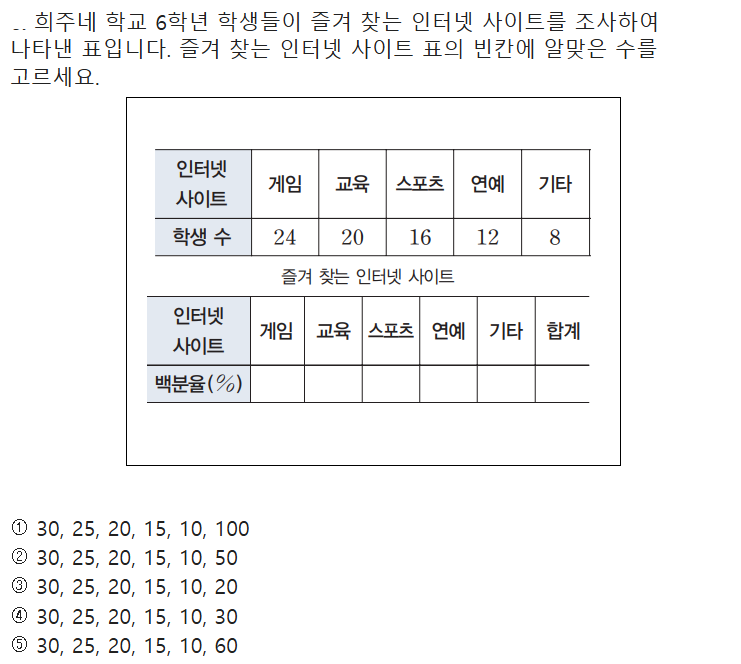 희주네 학교 6학년 학생들이 즐겨 찾는 인터넷 사이트를 조사하여
나타낸 표입니다. 즐겨 찾는 인터넷 사이트 표의 빈칸에 알맞은 수를
고르세요.
인터넷 사이트 게임 교육 스포츠 연예 기타
학생 수 24 20 16 12 8
즐겨 찾는 인터넷 사이트
인터넷 사이트 게임 교육 스포츠 연예 기타 합계
백분율(%)
① 30, 25, 20, 15, 10, 100
② 30, 25, 20, 15, 10, 50
③ 30, 25, 20, 15, 10, 20
④ 30, 25, 20, 15, 10, 30
⑤ 30, 25, 20, 15, 10, 60